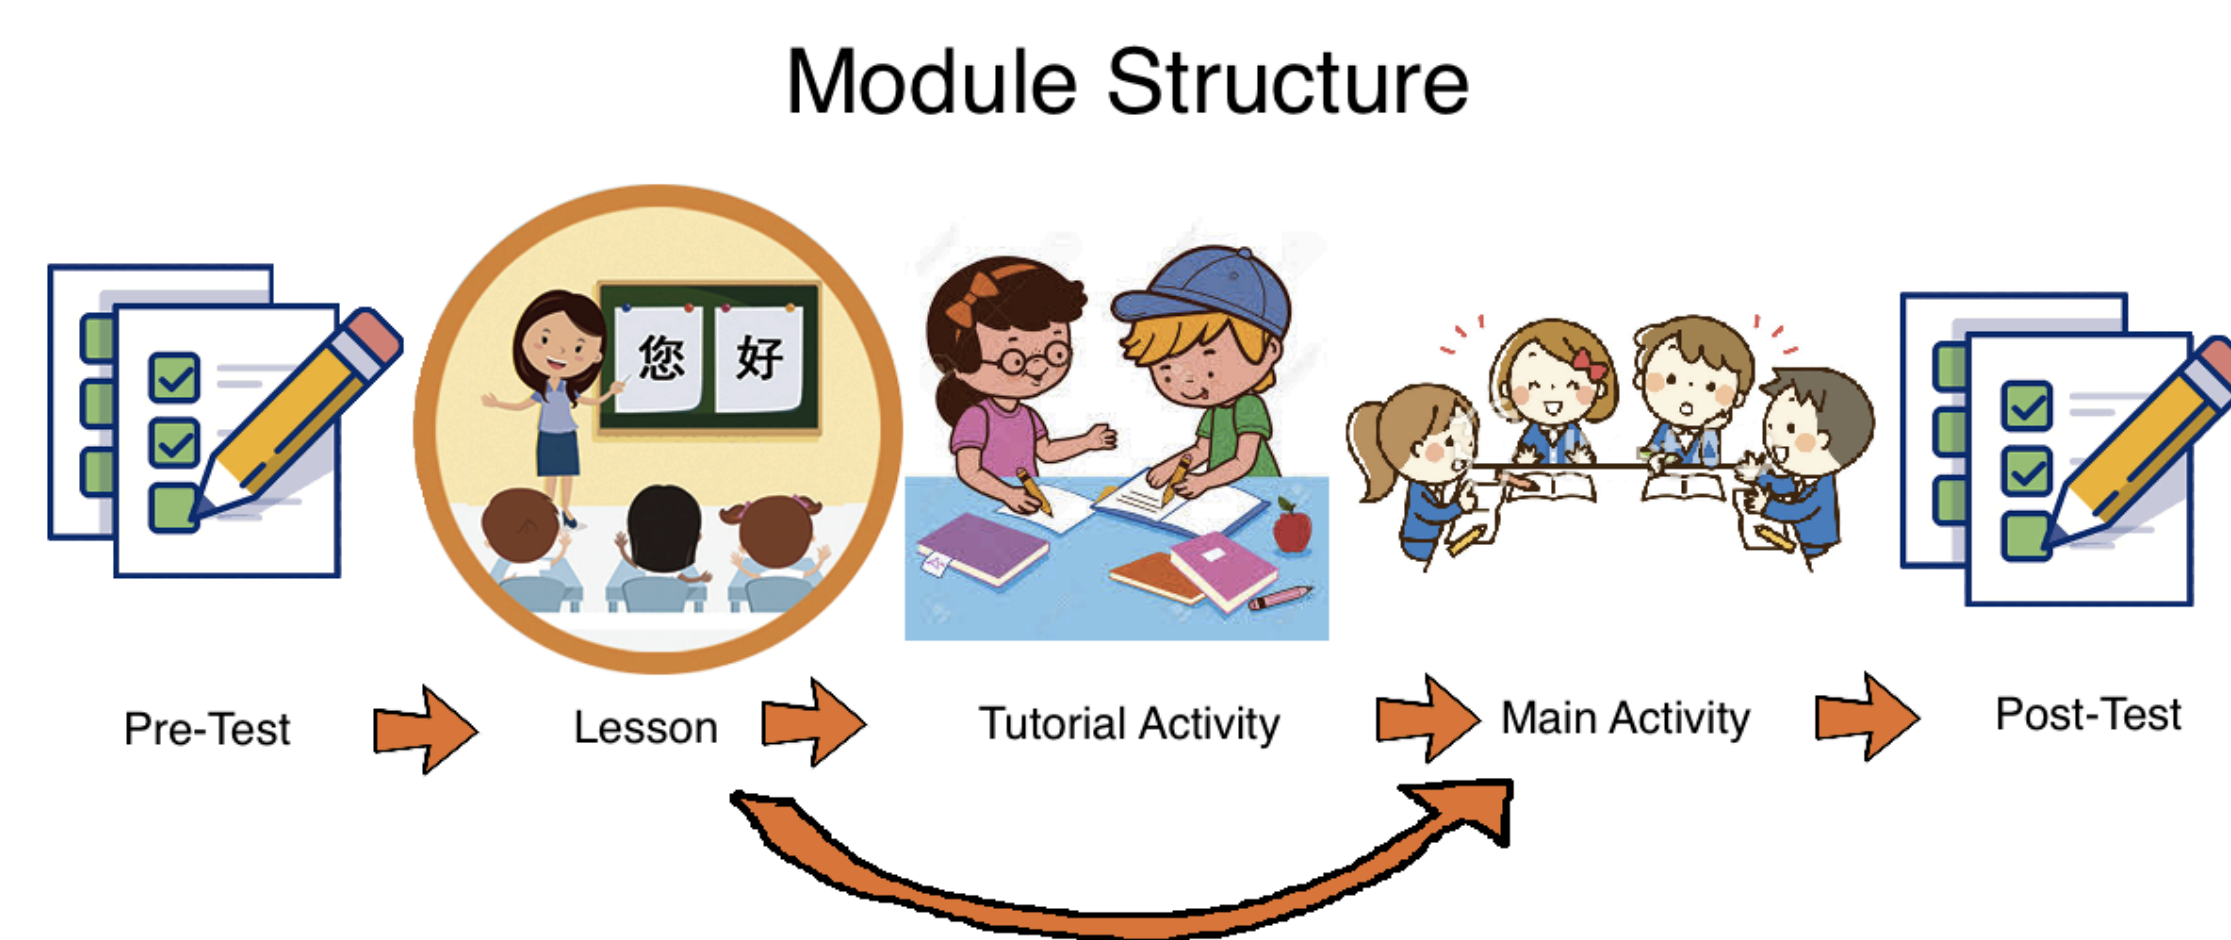 Module Structure
您 好
Pre-Test
Lesson
Tutorial Activity
Main Activity
Post-Test